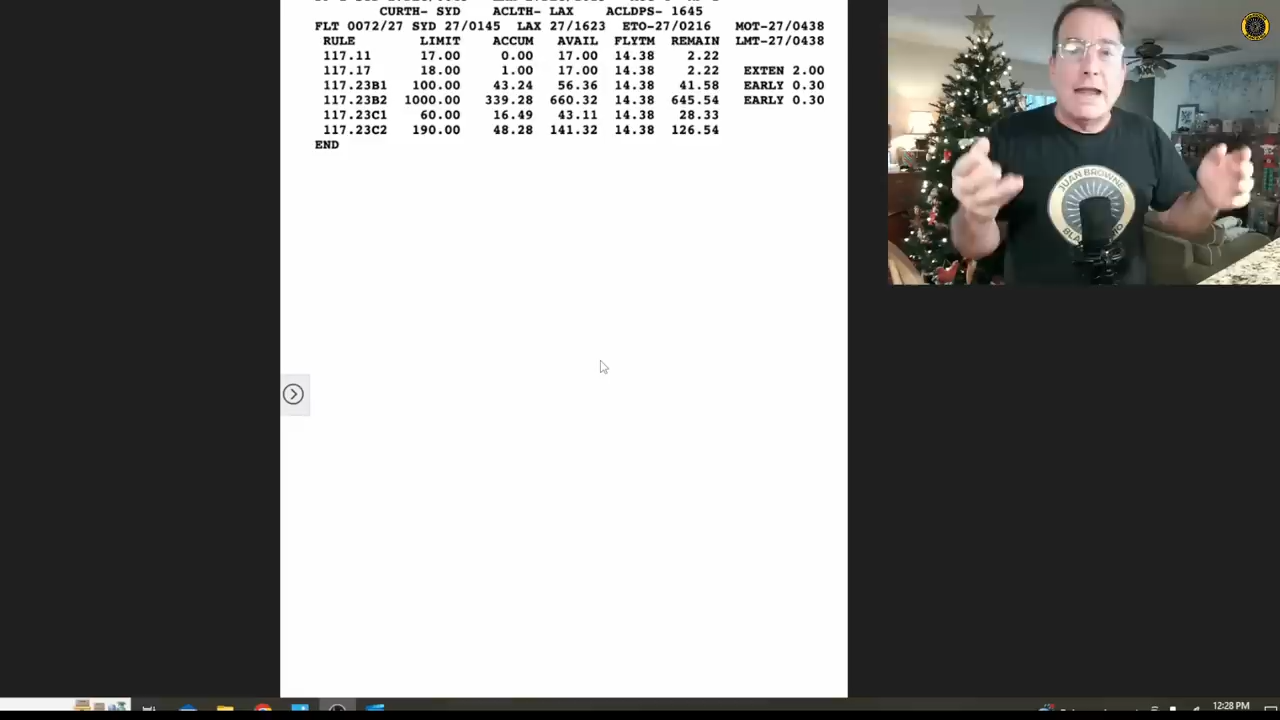 CURTH- SYD ACLTH- LAX ACLDPS- 1645
FLT 0072/27 SYD 27/0145 LAX 27/1623 ETO-27/0216 MOT-27/0438
RULE LIMIT ACCUM AVAIL FLYTM REMAIN LMT-27/0438
117.11 17.00 0.00 17.00 14.38 2.22
117.17 18.00 1.00 17.00 14.38 2.22 EXTEN 2.00
117.23B1 100.00 43.24 56.36 14.38 41.58 EARLY 0.30
117.23B2 1000.00 339.28 660.32 14.38 645.54 EARLY 0.30
117.23C1 60.00 16.49 43.11 14.38 28.33
117.23C2 190.00 48.28 141.32 14.38 126.54
END
JUAN BROWNE
12:28 PM